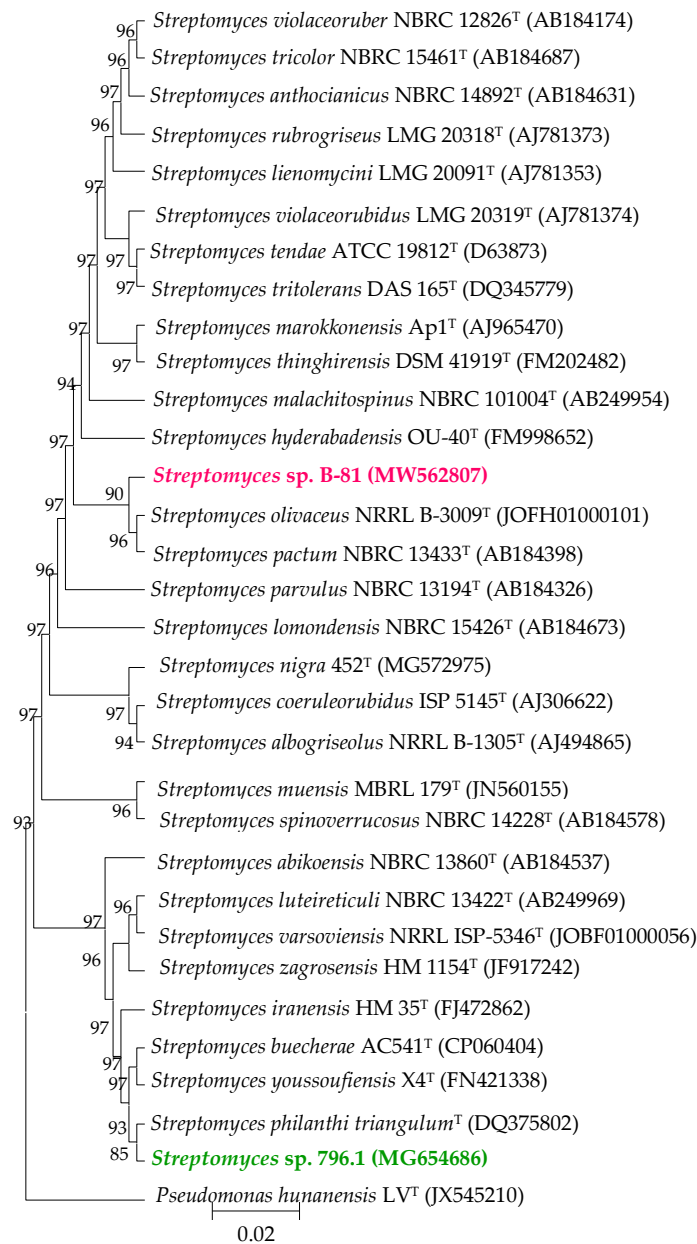 Streptomyces violaceoruber NBRC 12826ᵀ (AB184174)
96
Streptomyces tricolor NBRC 15461ᵀ (AB184687)
96
Streptomyces anthocianicus NBRC 14892ᵀ (AB184631)
97
Streptomyces rubrogriseus LMG 20318ᵀ (AJ781373)
96
Streptomyces lienomycini LMG 20091ᵀ (AJ781353)
97
Streptomyces violaceorubidus LMG 20319ᵀ (AJ781374)
Streptomyces tendae ATCC 19812ᵀ (D63873)
97
97
Streptomyces tritolerans DAS 165ᵀ (DQ345779)
97
Streptomyces marokkonensis Ap1ᵀ (AJ965470)
97
Streptomyces thinghirensis DSM 41919ᵀ (FM202482)
97
94
Streptomyces malachitospinus NBRC 101004ᵀ (AB249954)
Streptomyces hyderabadensis OU-40ᵀ (FM998652)
97
Streptomyces sp. B-81 (MW562807)
90
Streptomyces olivaceus NRRL B-3009ᵀ (JOFH01000101)
97
96
Streptomyces pactum NBRC 13433ᵀ (AB184398)
96
Streptomyces parvulus NBRC 13194ᵀ (AB184326)
Streptomyces lomondensis NBRC 15426ᵀ (AB184673)
97
Streptomyces nigra 452ᵀ (MG572975)
Streptomyces coeruleorubidus ISP 5145ᵀ (AJ306622)
97
97
94
Streptomyces albogriseolus NRRL B-1305ᵀ (AJ494865)
Streptomyces muensis MBRL 179ᵀ (JN560155)
96
Streptomyces spinoverrucosus NBRC 14228ᵀ (AB184578)
93
Streptomyces abikoensis NBRC 13860ᵀ (AB184537)
Streptomyces luteireticuli NBRC 13422ᵀ (AB249969)
96
97
Streptomyces varsoviensis NRRL ISP-5346ᵀ (JOBF01000056)
96
Streptomyces zagrosensis HM 1154ᵀ (JF917242)
Streptomyces iranensis HM 35ᵀ (FJ472862)
97
Streptomyces buecherae AC541ᵀ (CP060404)
97
97
Streptomyces youssoufiensis X4ᵀ (FN421338)
Streptomyces philanthi triangulumᵀ (DQ375802)
93
85
Streptomyces sp. 796.1 (MG654686)
Pseudomonas hunanensis LVᵀ (JX545210)
0.02